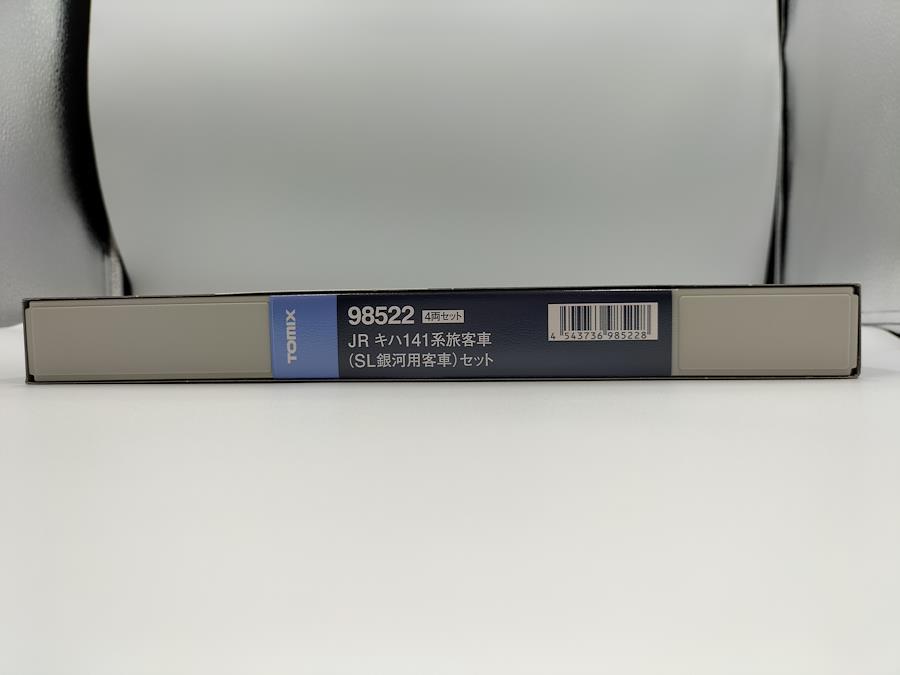 TOMIX
98522 4両セット
JR キハ141系旅客車
(SL銀河用客車)セット
4 543736 985228